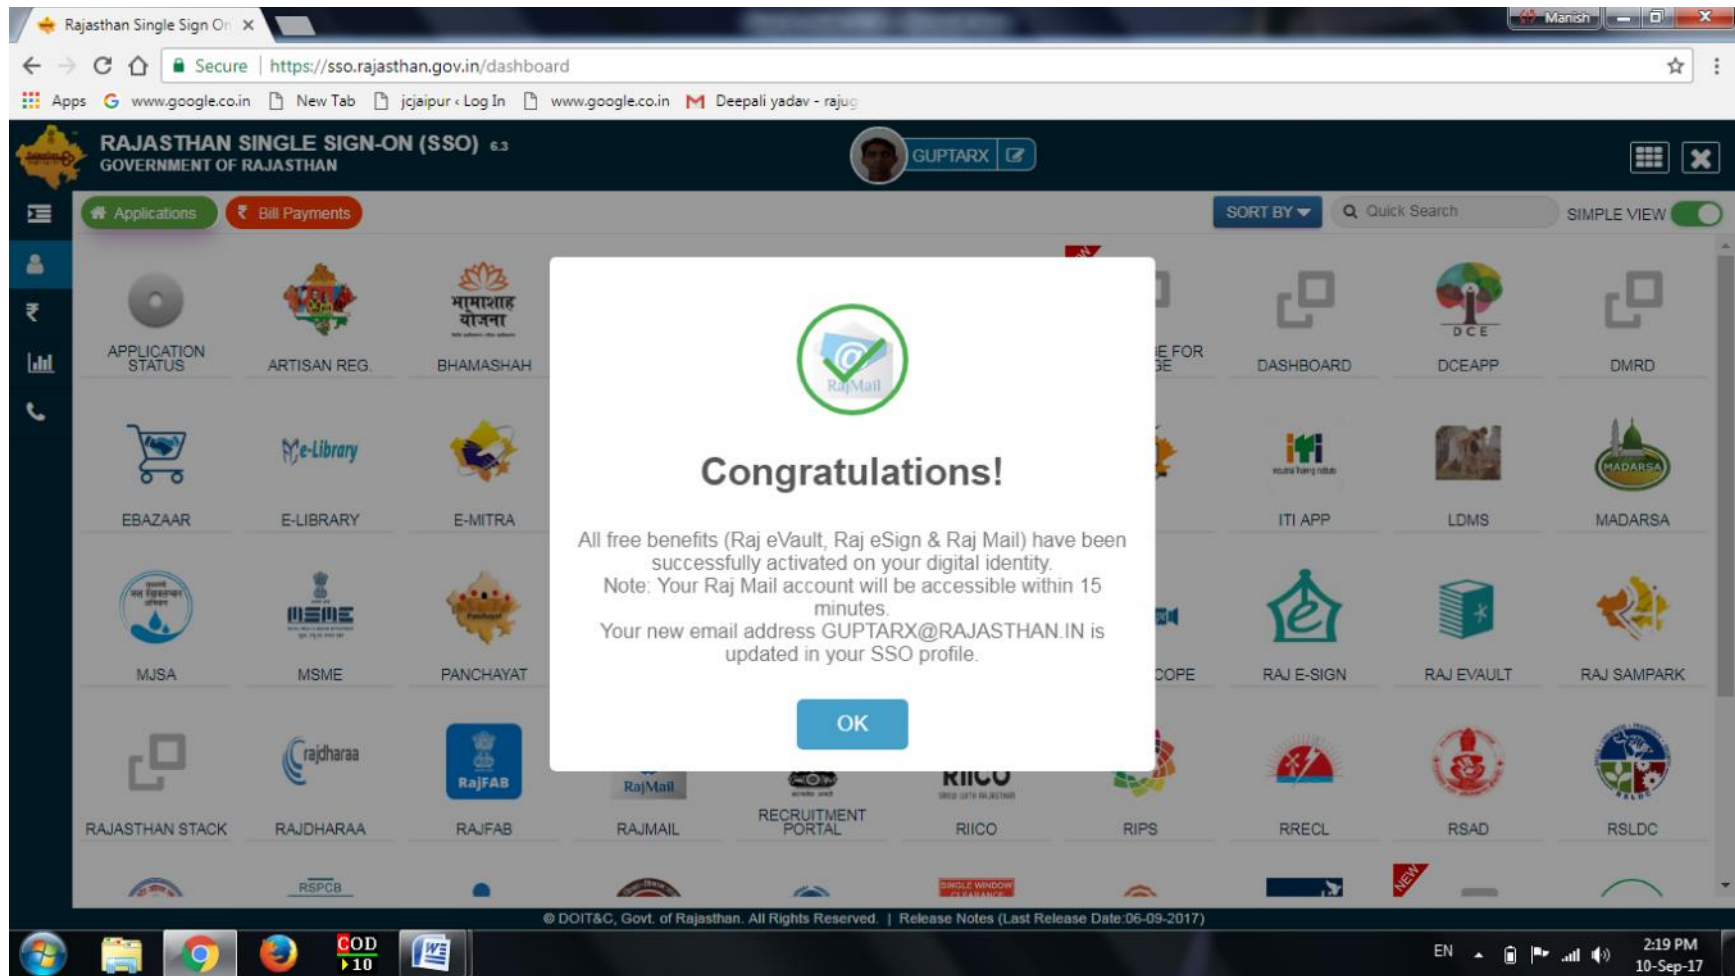 Rajasthan Single Sign On
Manish
Secure | https://sso.rajasthan.gov.in/dashboard
Apps www.google.co.in New Tab jcjaipur ‹ Log In www.google.co.in Deepali yadav - rajug
RAJASTHAN SINGLE SIGN-ON (SSO) 6.3
GOVERNMENT OF RAJASTHAN
GUPTARX
Applications
₹ Bill Payments
SORT BY
Quick Search
SIMPLE VIEW
भामाशाह
योजना
DCE
APPLICATION
STATUS
ARTISAN REG.
BHAMASHAH
E FOR
GE
DASHBOARD
DCEAPP
DMRD
RajMail
Congratulations!
All free benefits (Raj eVault, Raj eSign & Raj Mail) have been
successfully activated on your digital identity.
Note: Your Raj Mail account will be accessible within 15
minutes.
Your new email address GUPTARX@RAJASTHAN.IN is
updated in your SSO profile.
OK
e-Library
iti
MADARSA
EBAZAAR
E-LIBRARY
E-MITRA
ITI APP
LDMS
MADARSA
MSME
Panchayat
MJSA
MSME
PANCHAYAT
COPE
RAJ E-SIGN
RAJ EVAULT
RAJ SAMPARK
rajdharaa
RajFAB
RajMail
RIICO
RSLDC
RAJASTHAN STACK
RAJDHARAA
RAJFAB
RAJMAIL
RECRUITMENT
PORTAL
RIICO
RIPS
RRECL
RSAD
RSLDC
RSPCB
SINGLE WINDOW
CLEARANCE
NEW
© DOIT&C, Govt. of Rajasthan. All Rights Reserved. | Release Notes (Last Release Date:06-09-2017)
COD
10
EN
2:19 PM
10-Sep-17